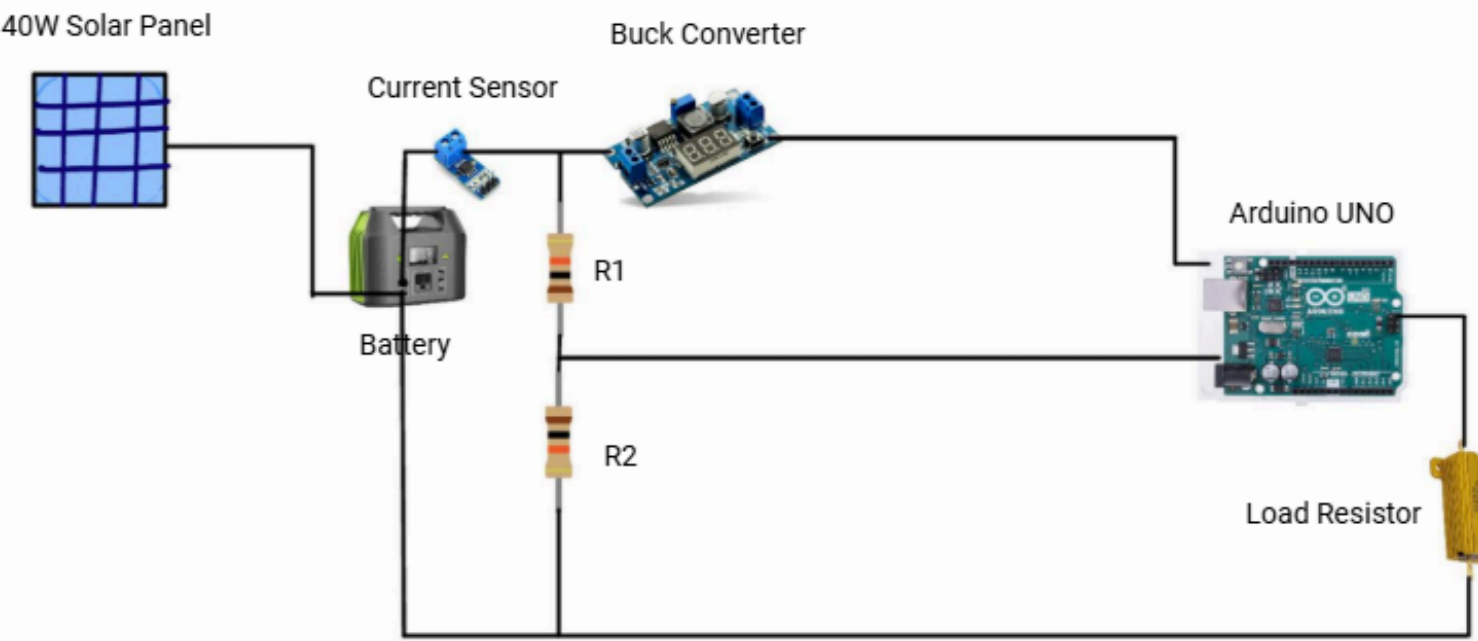 40W Solar Panel
Buck Converter
Current Sensor
Arduino UNO
R1
Battery
R2
Load Resistor